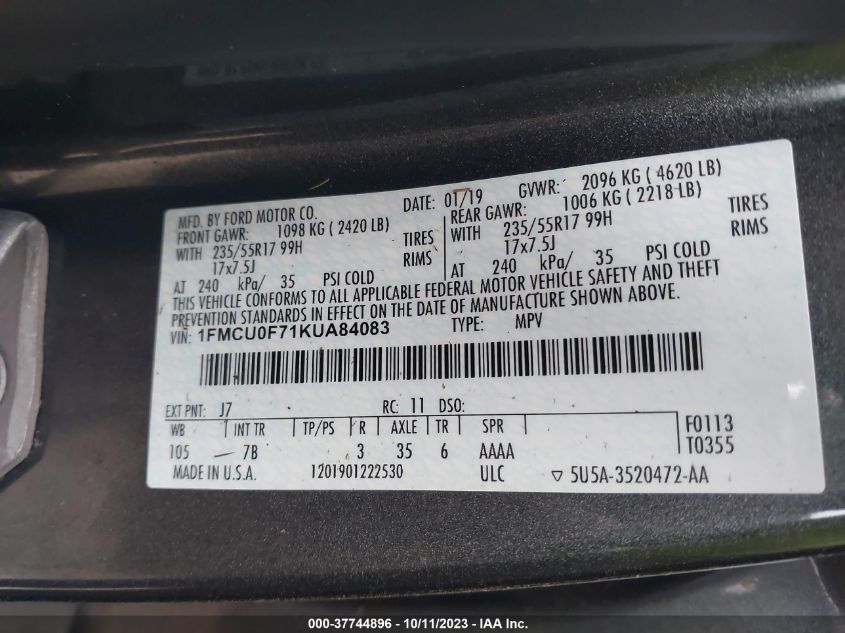 MFD. BY FORD MOTOR CO. DATE: 01/19 GVWR: 2096 KG ( 4620 LB)
FRONT GAWR: 1098 KG ( 2420 LB) REAR GAWR: 1006 KG ( 2218 LB)
WITH 235/55R17 99H TIRES WITH 235/55R17 99H TIRES
17x7.5J RIMS 17x7.5J RIMS
AT 240 kPa/ 35 PSI COLD AT 240 kPa/ 35 PSI COLD
THIS VEHICLE CONFORMS TO ALL APPLICABLE FEDERAL MOTOR VEHICLE SAFETY AND THEFT
PREVENTION STANDARDS IN EFFECT ON THE DATE OF MANUFACTURE SHOWN ABOVE.
VIN: 1FMCU0F71KUA84083 TYPE: MPV
EXT PNT: J7 RC: 11 DSO:
WB INT TR TP/PS R AXLE TR SPR F0113
105 — 7B 3 35 6 AAAA T0355
MADE IN U.S.A. 1201901222530 ULC ▽ 5U5A-3520472-AA
000-37744896 - 10/11/2023 - IAA Inc.